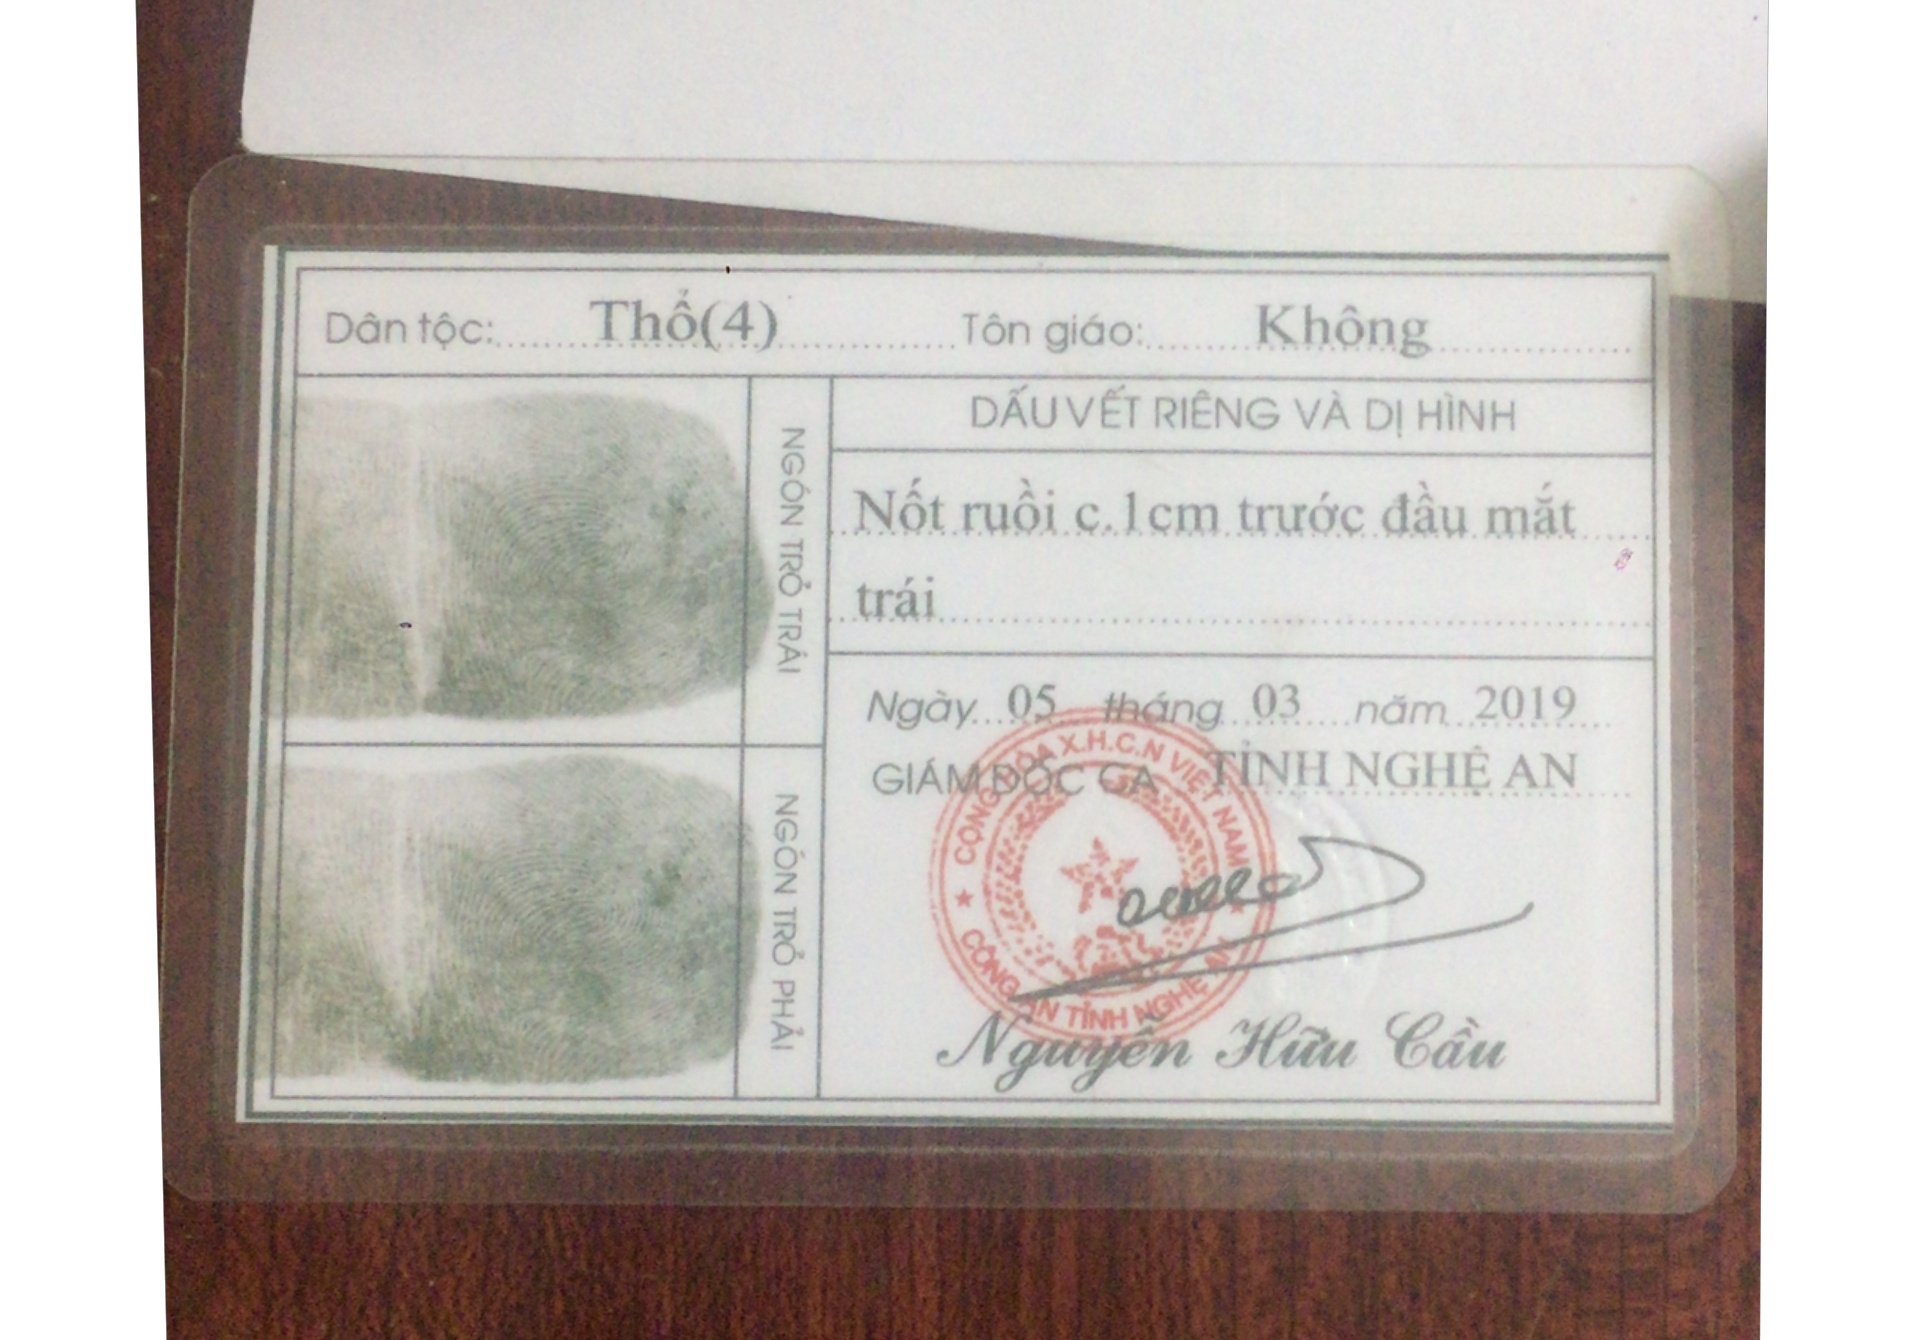 Dân tộc: Thổ(4) Tôn giáo: Không
NGÓN TRỎ TRÁI
NGÓN TRỎ PHẢI
DẤU VẾT RIÊNG VÀ DỊ HÌNH
Nốt ruồi c.1cm trước đầu mắt
trái
Ngày 05 tháng 03 năm 2019
GIÁM ĐỐC CA TỈNH NGHỆ AN
CỘNG HÒA X.H.C.N VIỆT NAM
CÔNG AN TỈNH NGHỆ AN
Nguyễn Hữu Cầu